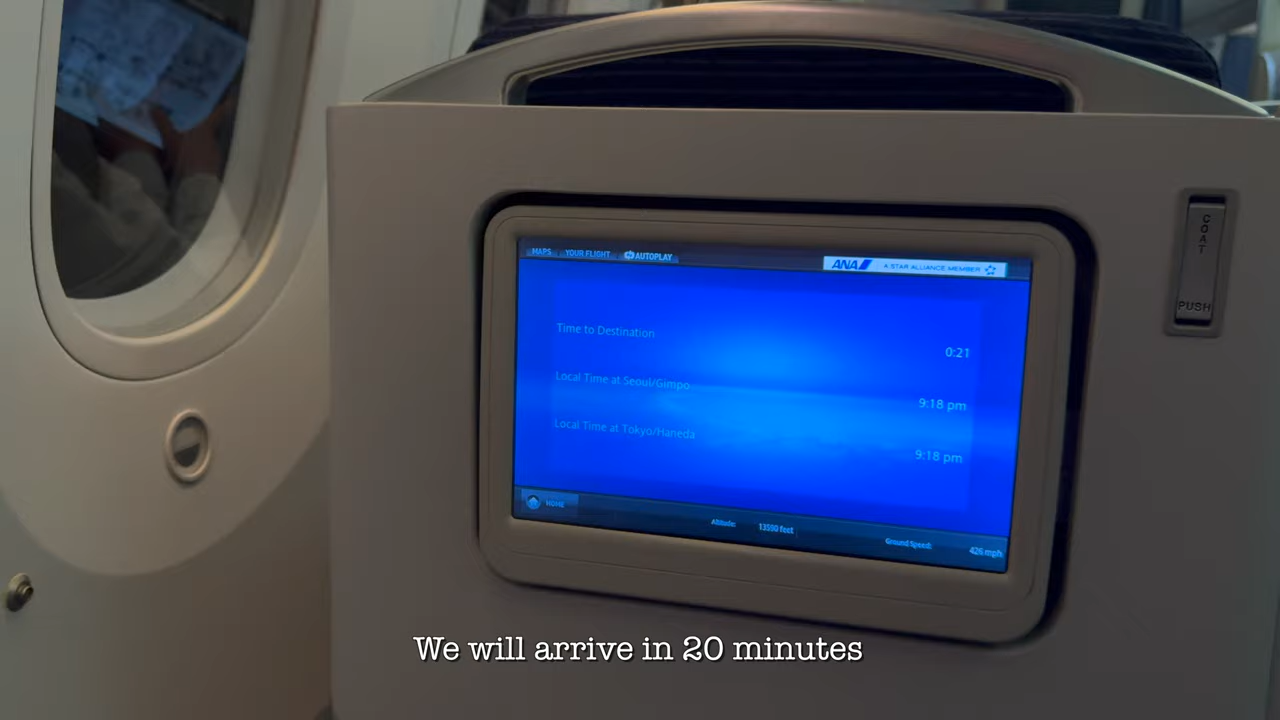 MAPS YOUR FLIGHT AUTOPLAY
ANA A STAR ALLIANCE MEMBER
Time to Destination
0:21
Local Time at Seoul/Gimpo
9:18 pm
Local Time at Tokyo/Haneda
9:18 pm
HOME Altitude: 13550 feet Ground Speed: 426 mph
COAT
PUSH
We will arrive in 20 minutes